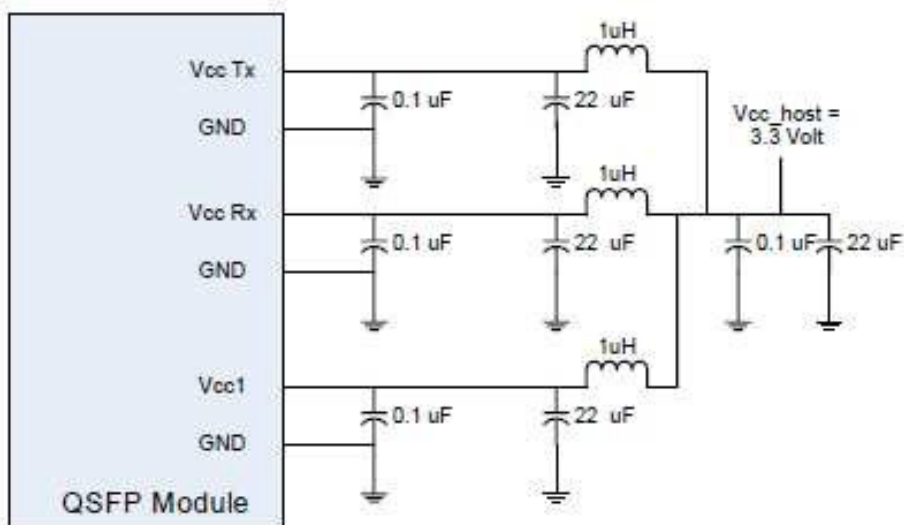 1uH
Vcc Tx
0.1 uF
22 uF
Vcc_host =
3.3 Volt
GND
1uH
Vcc Rx
0.1 uF
22 uF
0.1 uF
22 uF
GND
1uH
Vcc1
0.1 uF
22 uF
GND
QSFP Module